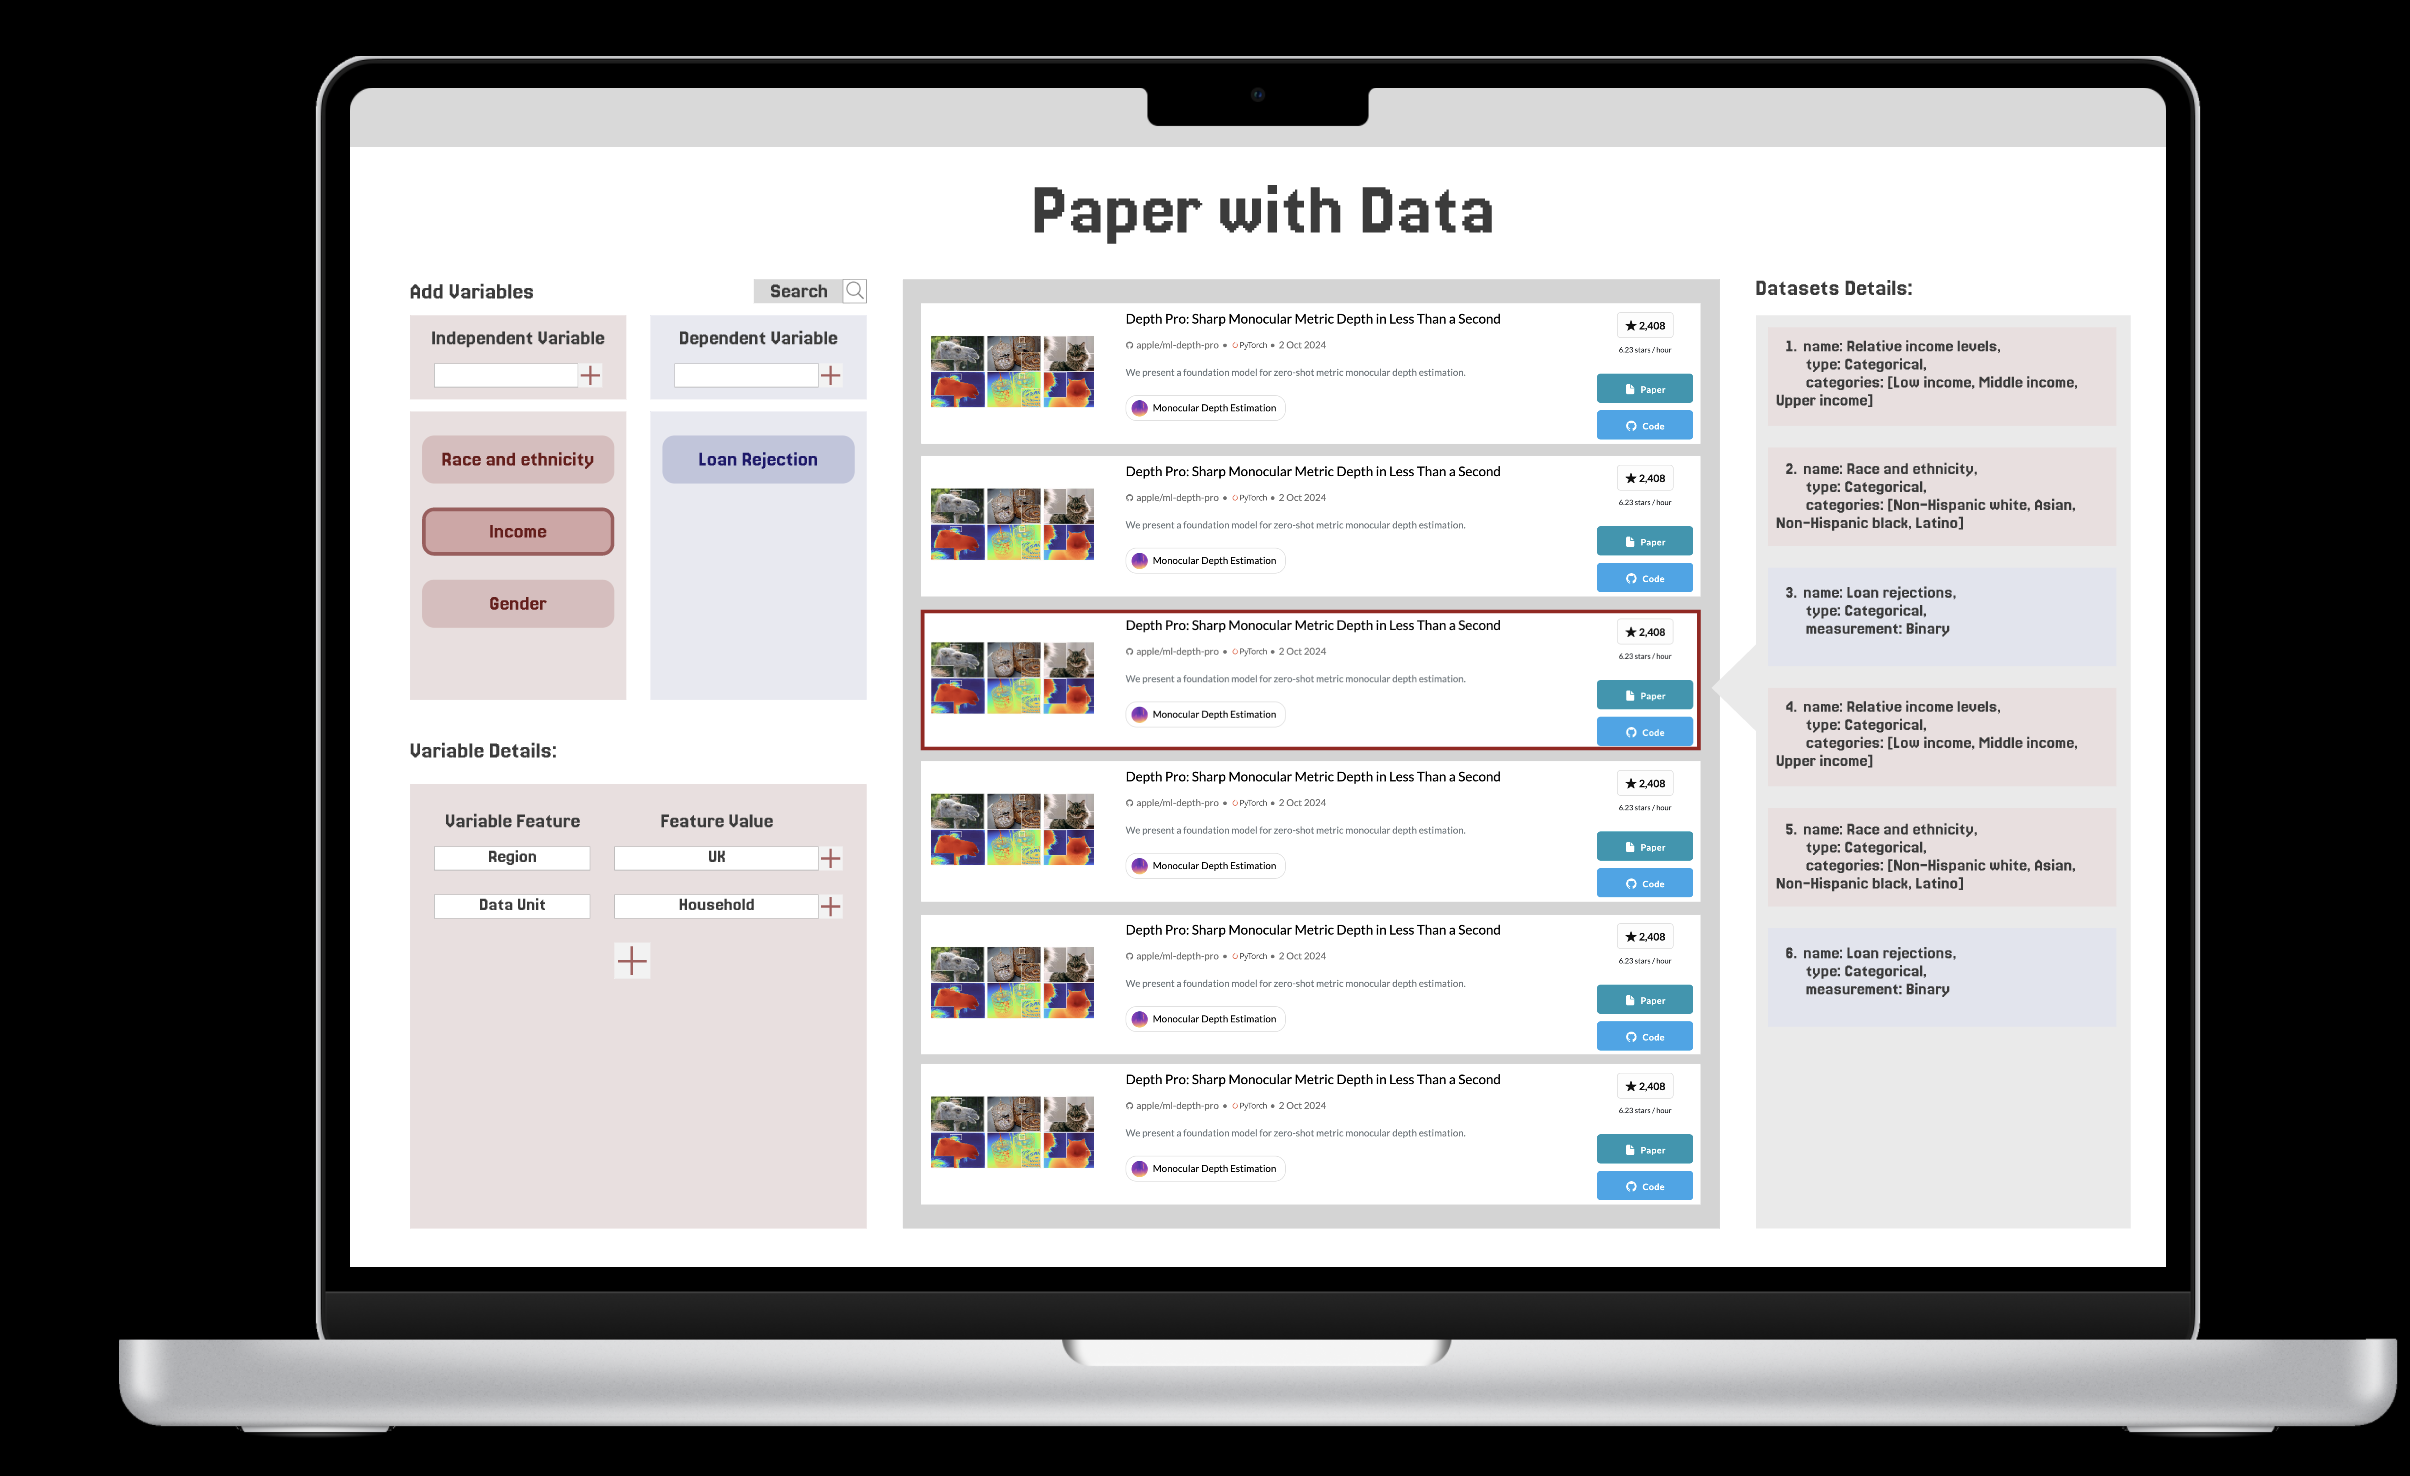 Paper with Data
Add Variables
Search
Independent Variable
Dependent Variable
Race and ethnicity
Income
Gender
Loan Rejection
Variable Details:
Variable Feature
Feature Value
Region
UK
Data Unit
Household
Depth Pro: Sharp Monocular Metric Depth in Less Than a Second
apple/ml-depth-pro • PyTorch • 2 Oct 2024
We present a foundation model for zero-shot metric monocular depth estimation.
Monocular Depth Estimation
★ 2,408
6.23 stars / hour
Paper
Code
Depth Pro: Sharp Monocular Metric Depth in Less Than a Second
apple/ml-depth-pro • PyTorch • 2 Oct 2024
We present a foundation model for zero-shot metric monocular depth estimation.
Monocular Depth Estimation
★ 2,408
6.23 stars / hour
Paper
Code
Depth Pro: Sharp Monocular Metric Depth in Less Than a Second
apple/ml-depth-pro • PyTorch • 2 Oct 2024
We present a foundation model for zero-shot metric monocular depth estimation.
Monocular Depth Estimation
★ 2,408
6.23 stars / hour
Paper
Code
Depth Pro: Sharp Monocular Metric Depth in Less Than a Second
apple/ml-depth-pro • PyTorch • 2 Oct 2024
We present a foundation model for zero-shot metric monocular depth estimation.
Monocular Depth Estimation
★ 2,408
6.23 stars / hour
Paper
Code
Depth Pro: Sharp Monocular Metric Depth in Less Than a Second
apple/ml-depth-pro • PyTorch • 2 Oct 2024
We present a foundation model for zero-shot metric monocular depth estimation.
Monocular Depth Estimation
★ 2,408
6.23 stars / hour
Paper
Code
Depth Pro: Sharp Monocular Metric Depth in Less Than a Second
apple/ml-depth-pro • PyTorch • 2 Oct 2024
We present a foundation model for zero-shot metric monocular depth estimation.
Monocular Depth Estimation
★ 2,408
6.23 stars / hour
Paper
Code
Datasets Details:
1. name: Relative income levels,
type: Categorical,
categories: [Low income, Middle income,
Upper income]
2. name: Race and ethnicity,
type: Categorical,
categories: [Non-Hispanic white, Asian,
Non-Hispanic black, Latino]
3. name: Loan rejections,
type: Categorical,
measurement: Binary
4. name: Relative income levels,
type: Categorical,
categories: [Low income, Middle income,
Upper income]
5. name: Race and ethnicity,
type: Categorical,
categories: [Non-Hispanic white, Asian,
Non-Hispanic black, Latino]
6. name: Loan rejections,
type: Categorical,
measurement: Binary